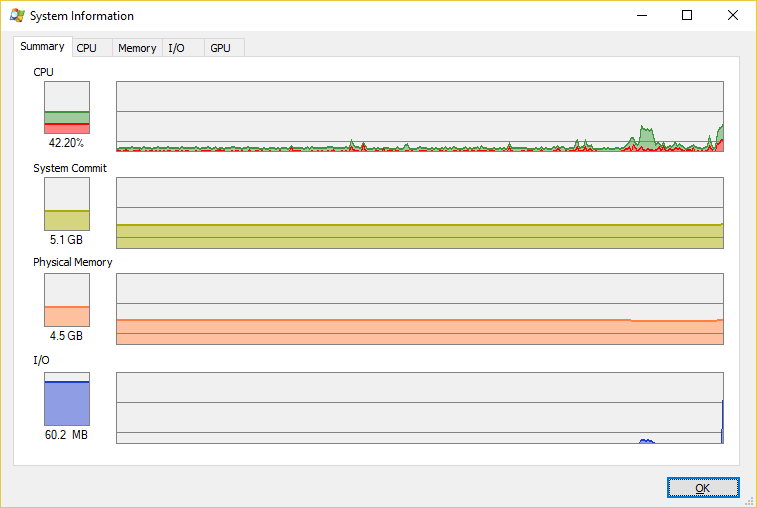 System Information
Summary CPU Memory I/O GPU
CPU
42.20%
System Commit
5.1 GB
Physical Memory
4.5 GB
I/O
60.2 MB
OK